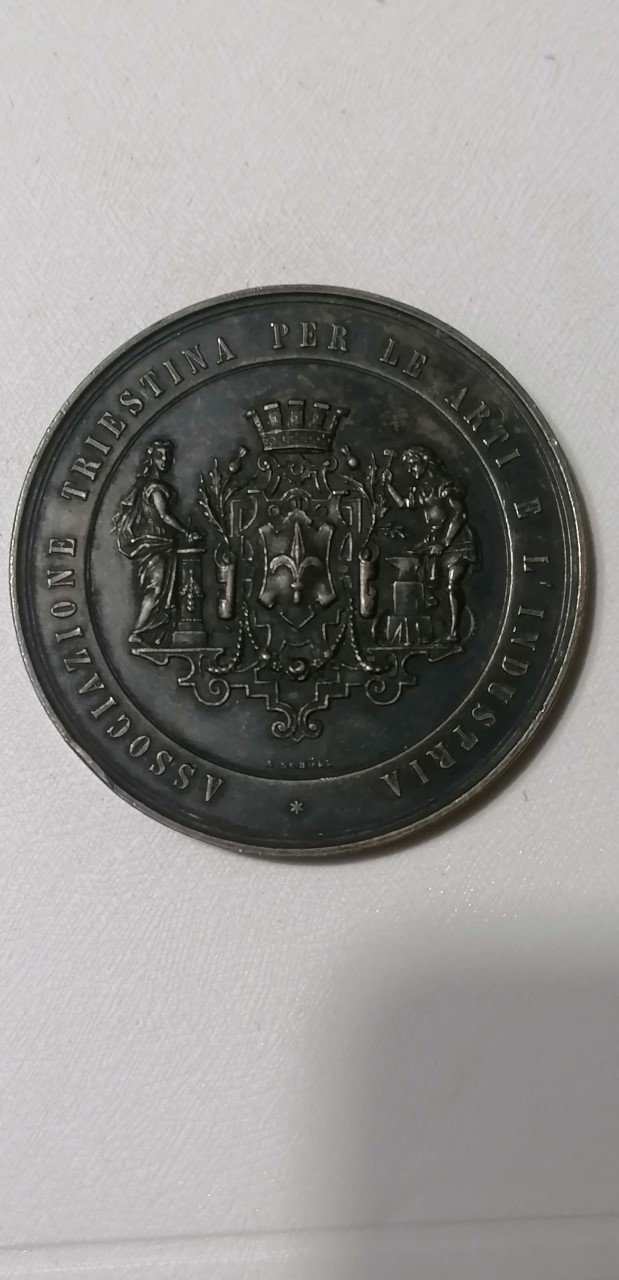 ASSOCIAZIONE TRIESTINA PER LE ARTI E L'INDUSTRIA *